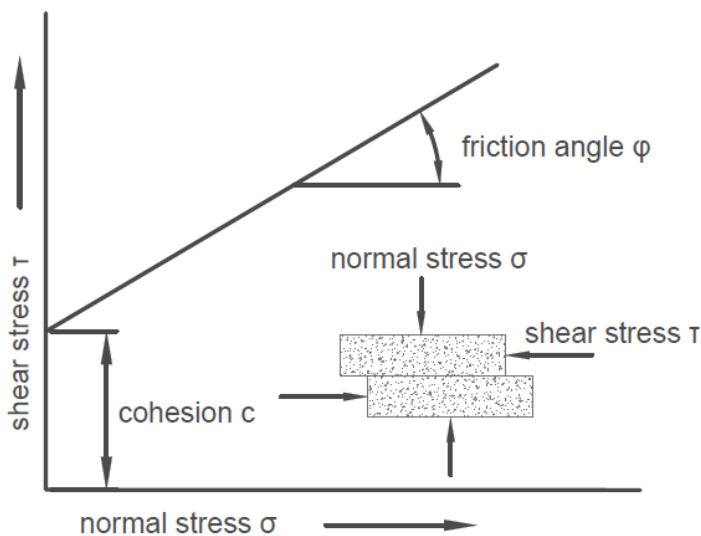 friction angle φ
normal stress σ
shear stress τ
shear stress τ
cohesion c
normal stress σ